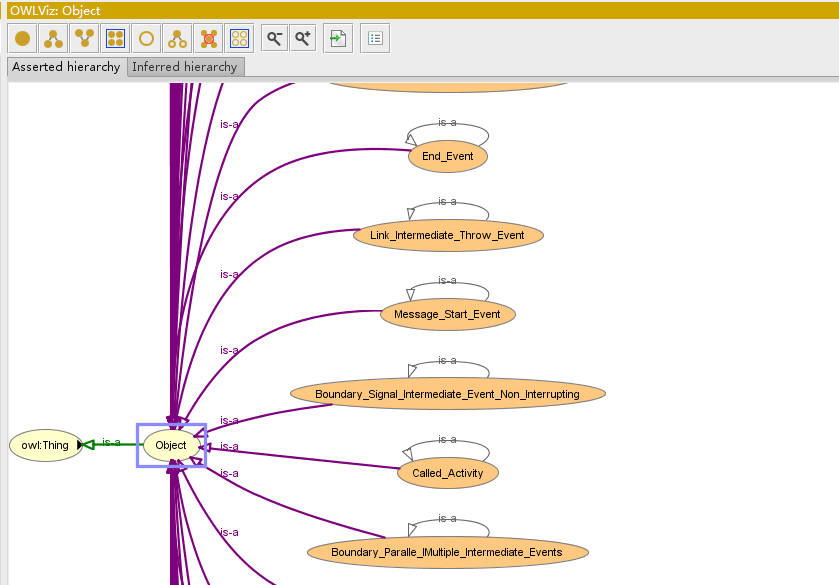 OWLViz: Object
Asserted hierarchy
Inferred hierarchy
is-a
is-a
End_Event
is-a
is-a
Link_Intermediate_Throw_Event
is-a
is-a
Message_Start_Event
is-a
is-a
Boundary_Signal_Intermediate_Event_Non_Interrupting
is-a
is-a
owl:Thing
is-a
Object
is-a
Called_Activity
is-a
is-a
Boundary_Paralle_lMultiple_Intermediate_Events
is-a